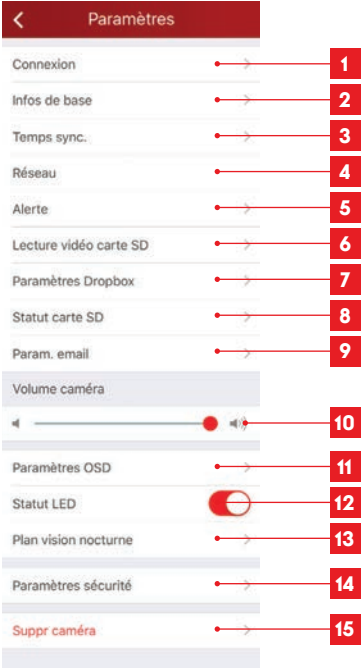 Paramètres
Connexion 1
Infos de base 2
Temps sync. 3
Réseau 4
Alerte 5
Lecture vidéo carte SD 6
Paramètres Dropbox 7
Statut carte SD 8
Param. email 9
Volume caméra
10
Paramètres OSD 11
Statut LED 12
Plan vision nocturne 13
Paramètres sécurité 14
Suppr caméra 15